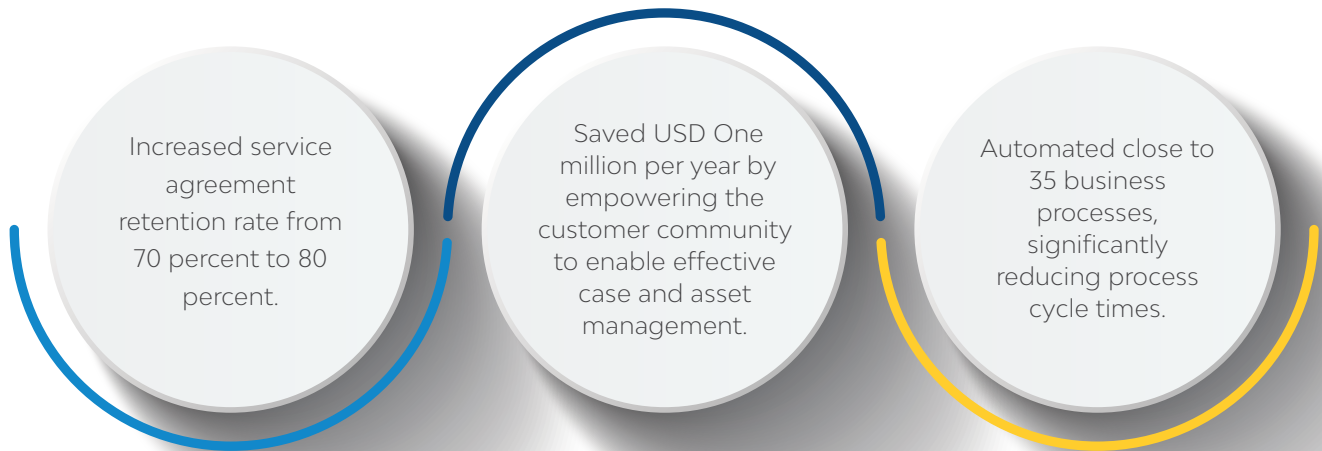 Increased service
agreement
retention rate from
70 percent to 80
percent.
Saved USD One
million per year by
empowering the
customer community
to enable effective
case and asset
management.
Automated close to
35 business
processes,
significantly
reducing process
cycle times.